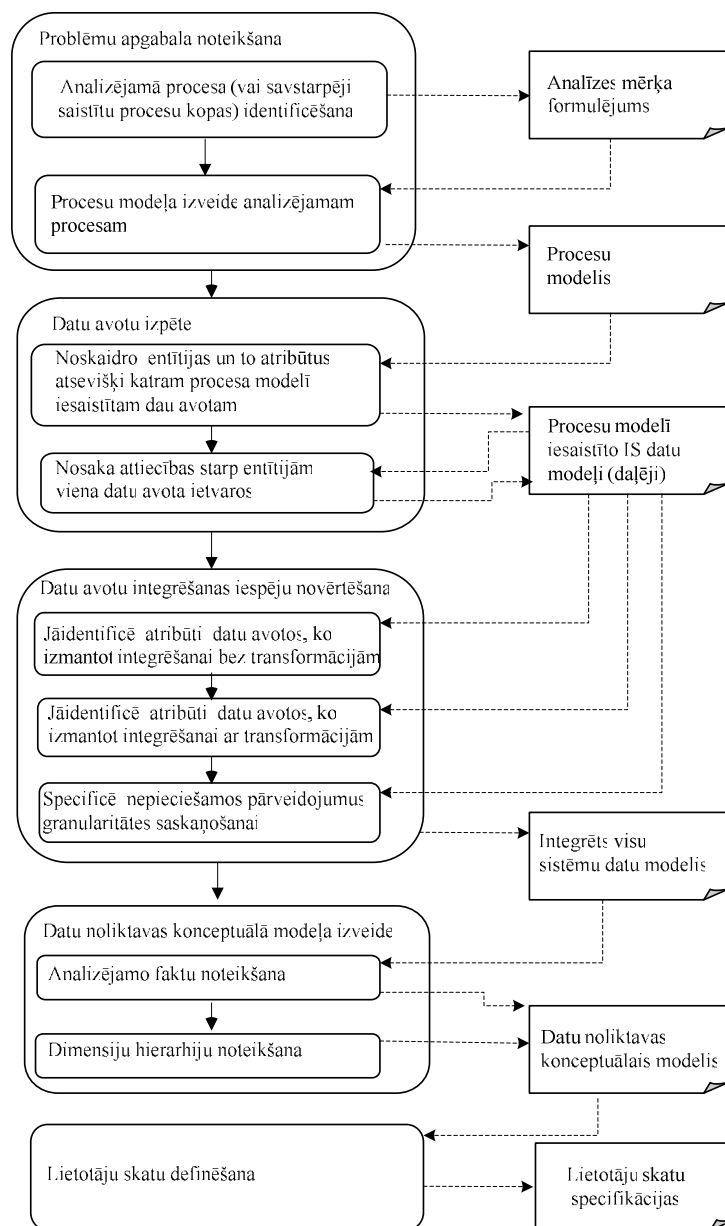 Problēmu apgabala noteikšana
Analizējamā procesa (vai savstarpēji
saistītu procesu kopas) identificēšana
Analīzes mērķa
formulējums
Procesu modeļa izveide analizējamam
procesam
Procesu
modelis
Datu avotu izpēte
Noskaidro entītijas un to atribūtus
atsevišķi katram procesa modelī
iesaistītam dau avotam
Procesu modelī
iesaistīto IS datu
modeļi (daļēji)
Nosaka attiecības starp entītijām
viena datu avota ietvaros
Datu avotu integrēšanas iespēju novērtēšana
Jāidentificē atribūti datu avotos, ko
izmantot integrēšanai bez transformācijām
Jāidentificē atribūti datu avotos, ko
izmantot integrēšanai ar transformācijām
Specificē nepieciešamos pārveidojumus
granularitātes saskaņošanai
Integrēts visu
sistēmu datu modelis
Datu noliktavas konceptuālā modeļa izveide
Analizējamo faktu noteikšana
Dimensiju hierarhiju noteikšana
Datu noliktavas
konceptuālais modelis
Lietotāju skatu definēšana
Lietotāju skatu
specifikācijas